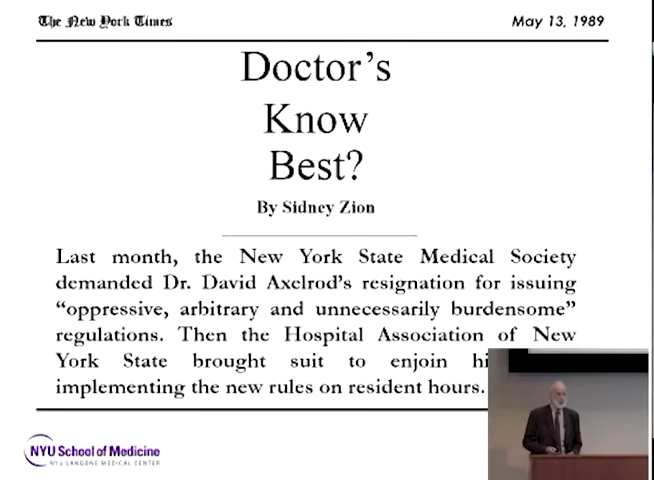 The New York Times
May 13, 1989
Doctor's
Know
Best?
By Sidney Zion
Last month, the New York State Medical Society
demanded Dr. David Axelrod's resignation for issuing
"oppressive, arbitrary and unnecessarily burdensome"
regulations. Then the Hospital Association of New
York State brought suit to enjoin hi
implementing the new rules on resident hours.
NYU School of Medicine
NYU LANGONE MEDICAL CENTER